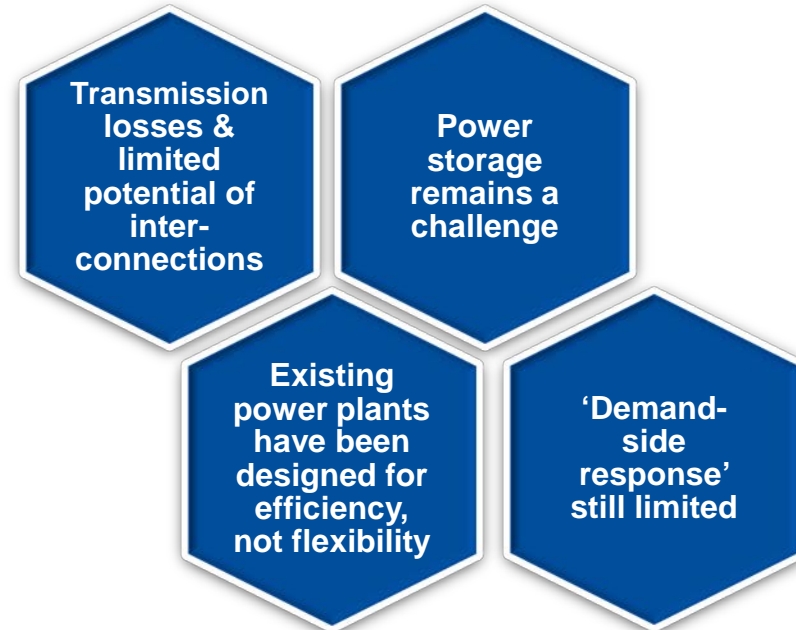 Transmission
losses &
limited
potential of
inter-
connections
Power
storage
remains a
challenge
Existing
power plants
have been
designed for
efficiency,
not flexibility
‘Demand-
side
response’
still limited